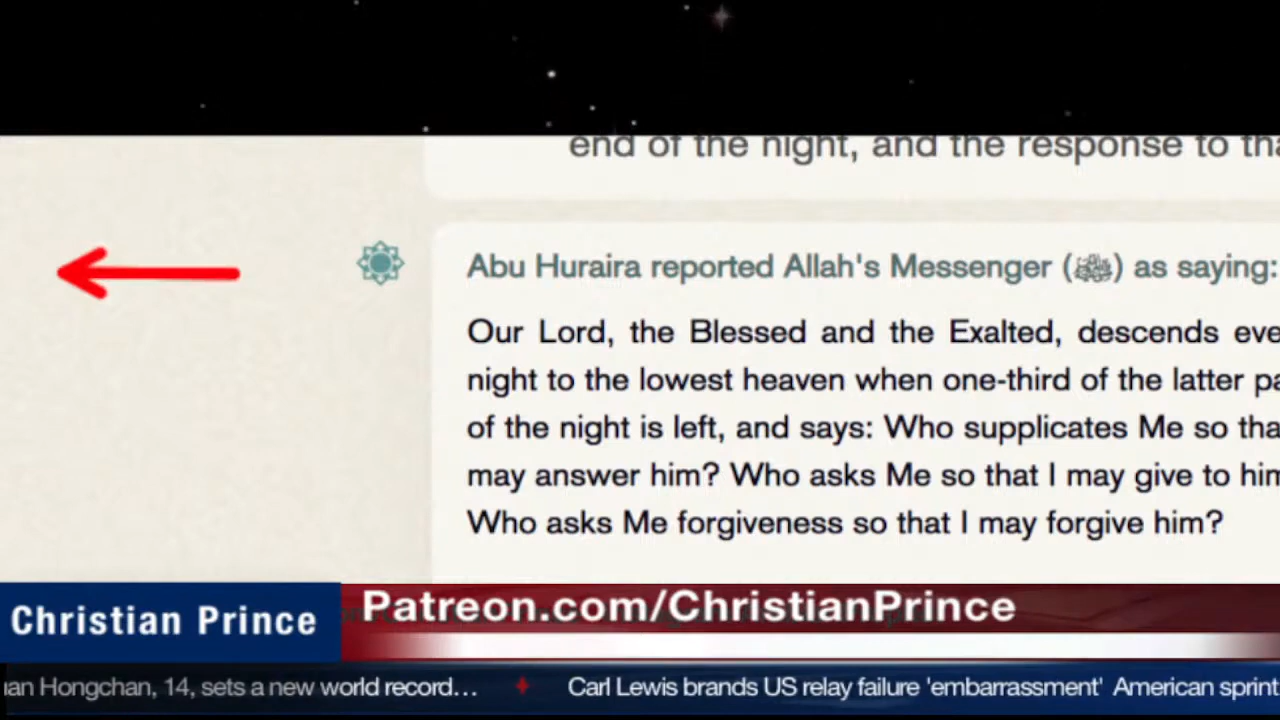 end of the night, and the response to tha
Abu Huraira reported Allah's Messenger (ﷺ) as saying:
Our Lord, the Blessed and the Exalted, descends eve
night to the lowest heaven when one-third of the latter pa
of the night is left, and says: Who supplicates Me so tha
may answer him? Who asks Me so that I may give to him
Who asks Me forgiveness so that I may forgive him?
Christian Prince
Patreon.com/ChristianPrince
uan Hongchan, 14, sets a new world record... Carl Lewis brands US relay failure 'embarrassment' American sprint